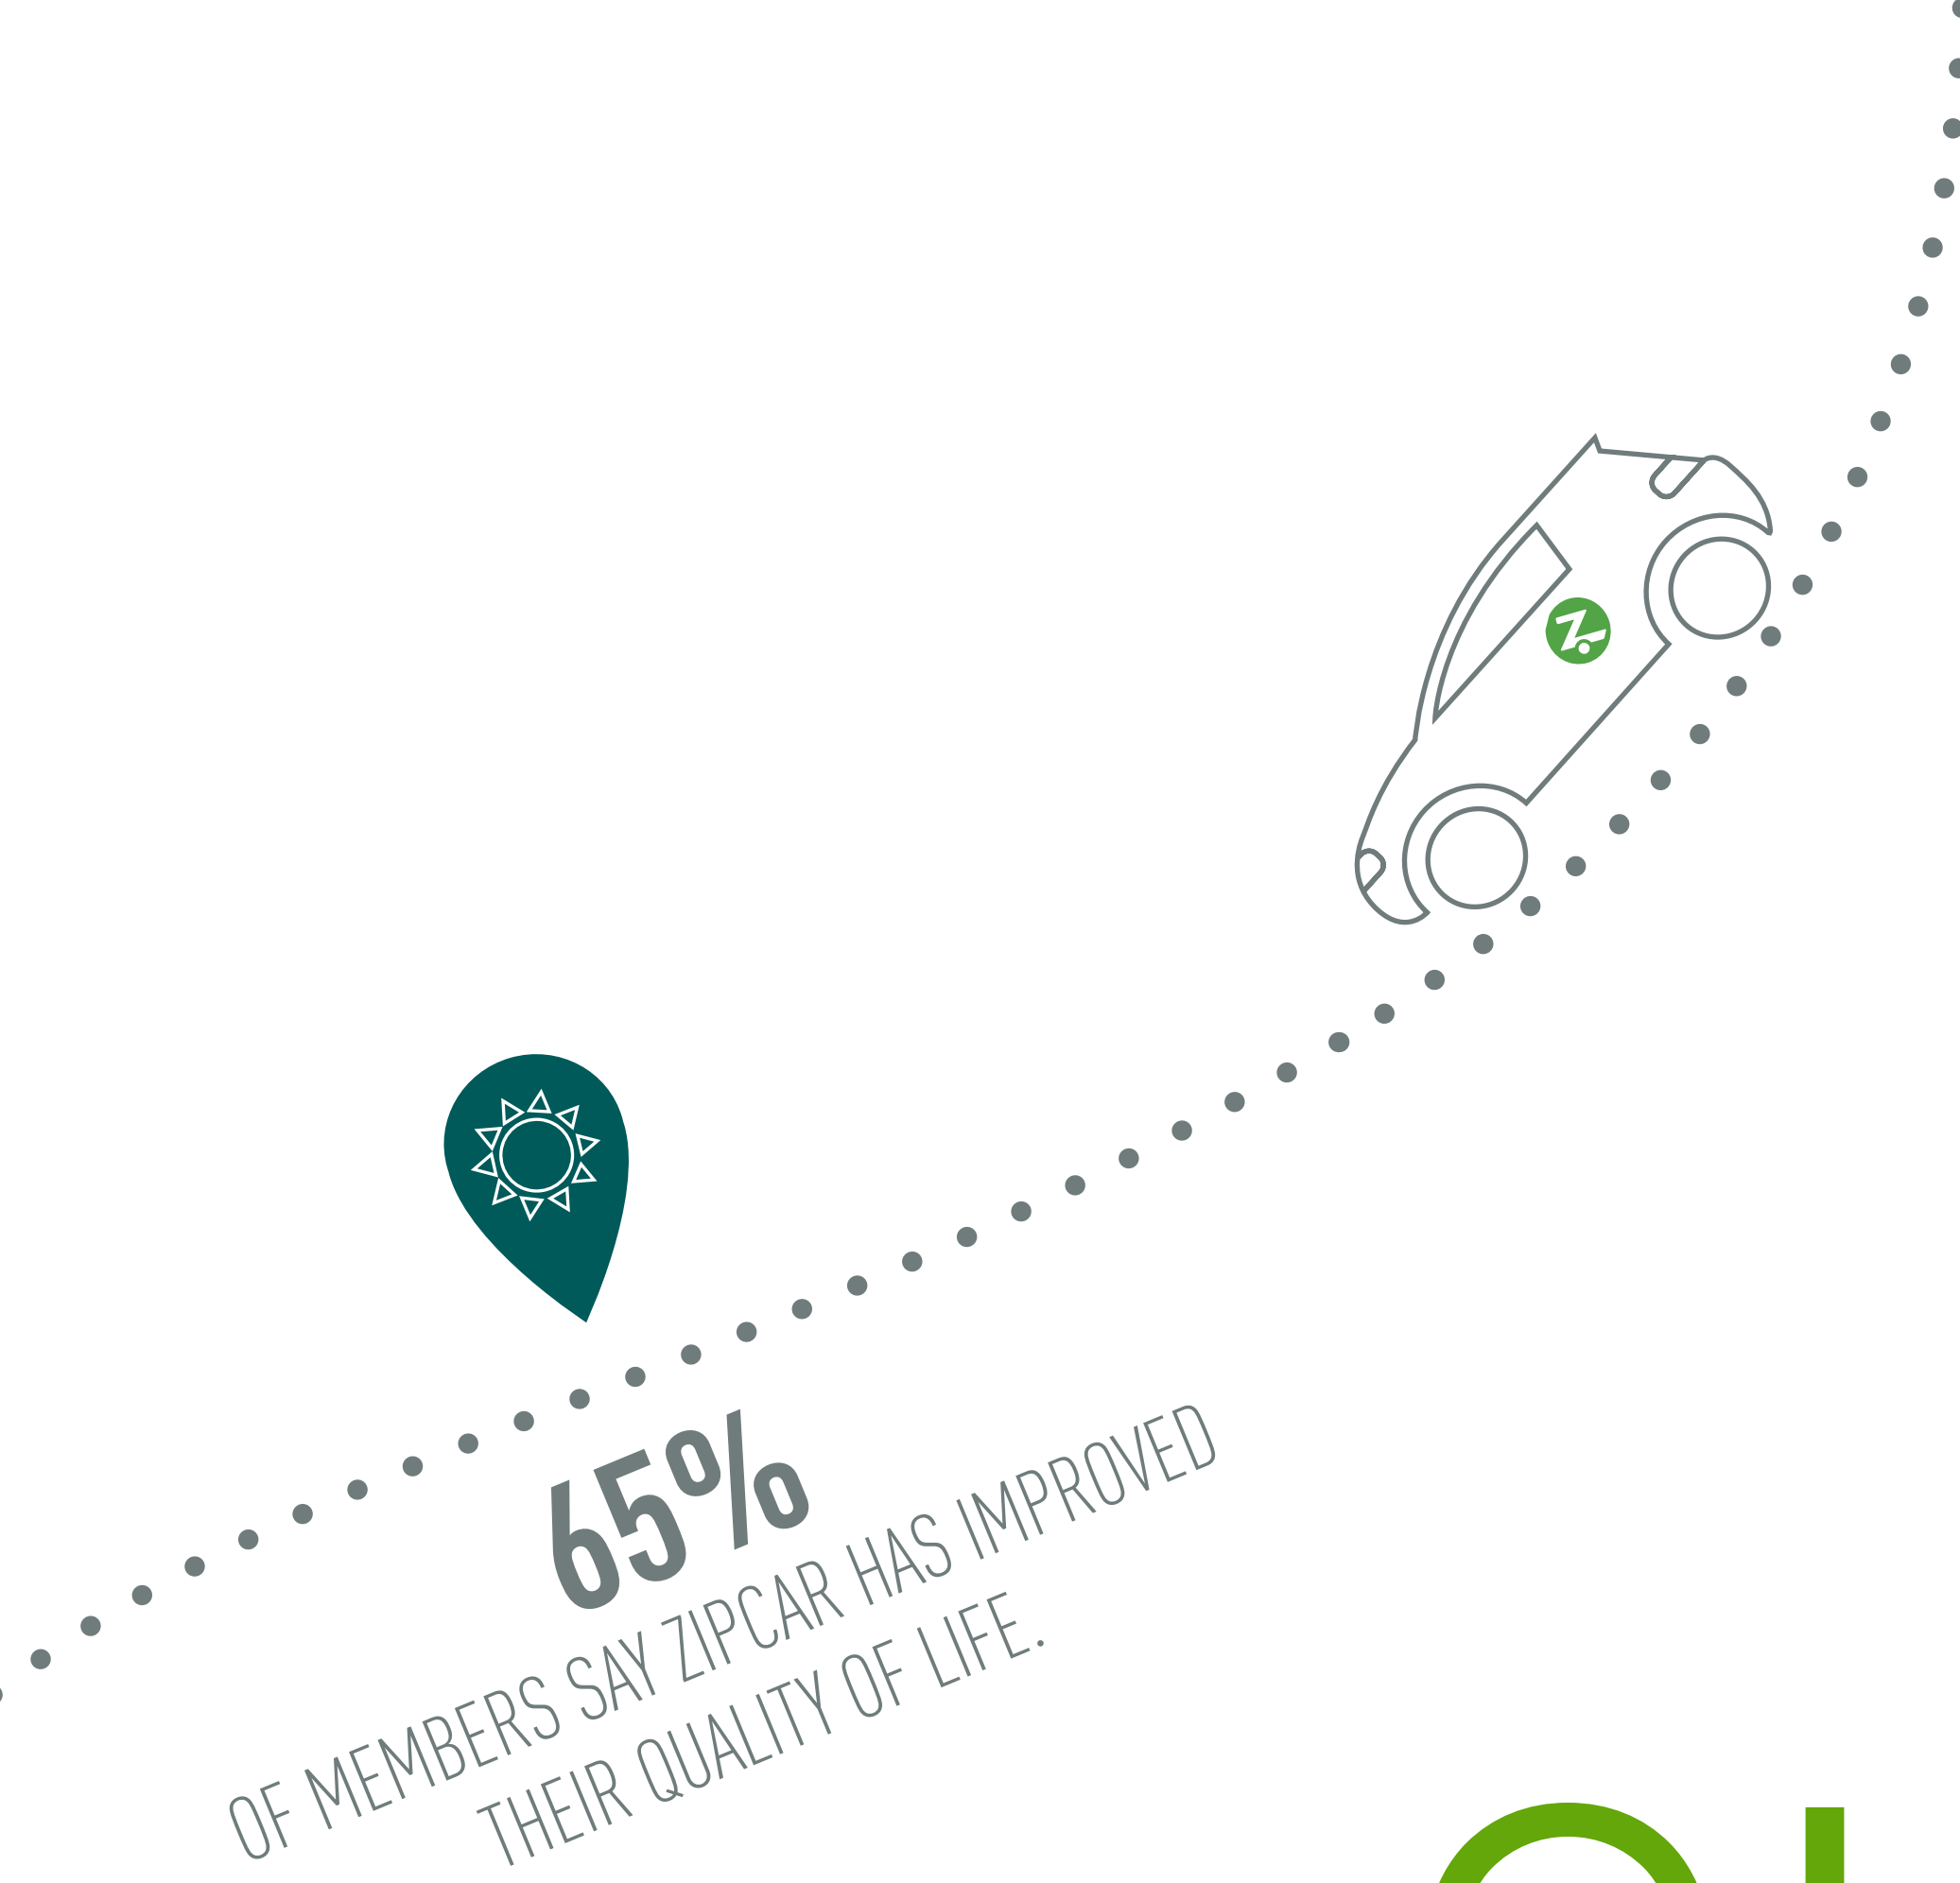 65%
OF MEMBERS SAY ZIPCAR HAS IMPROVED
THEIR QUALITY OF LIFE.